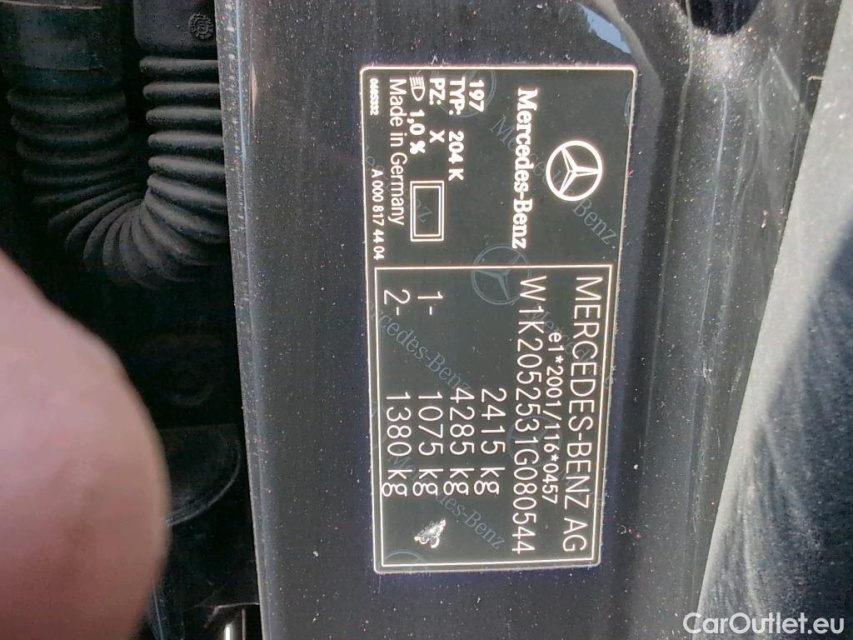 Mercedes-Benz
197
TYP: 204 K
PZ: X
1,0 %
Made in Germany
0685332
A 000 817 44 04
MERCEDES-BENZ AG
e1*2001/116*0457
W1K2052531G080544
2415 kg
4285 kg
1- 1075 kg
2- 1380 kg
CarOutlet.eu